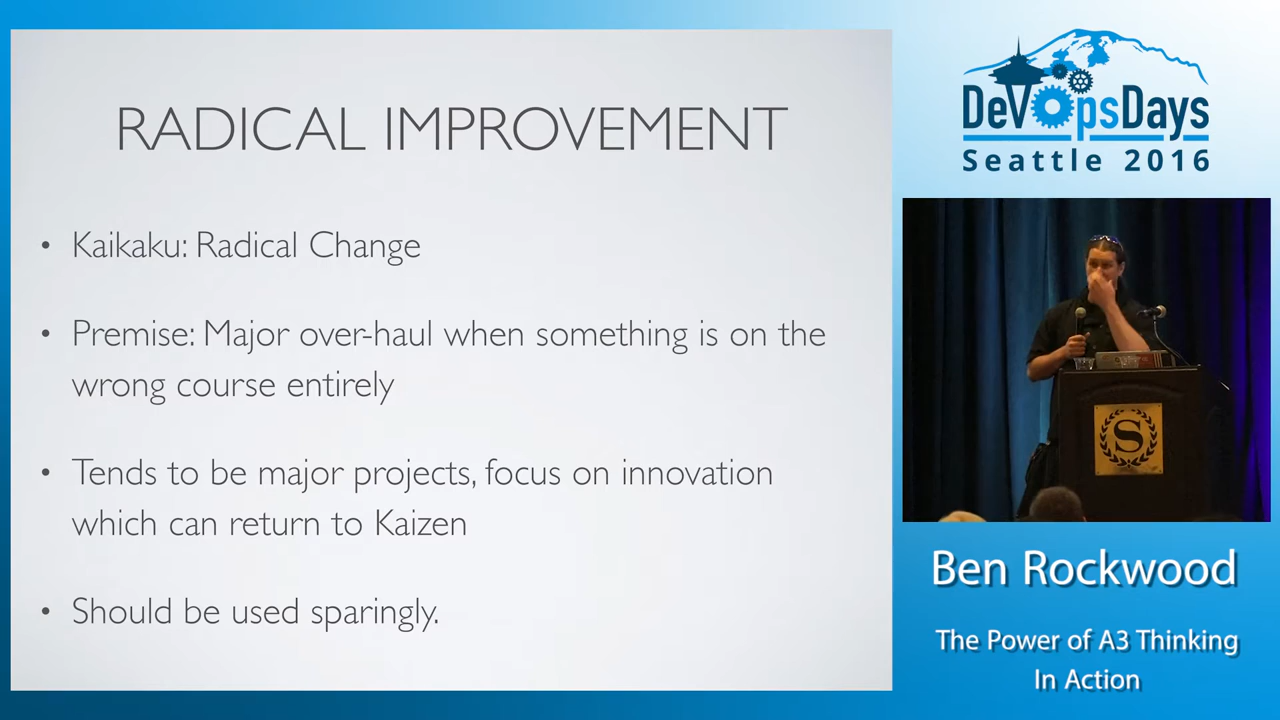 RADICAL IMPROVEMENT
• Kaikaku: Radical Change
• Premise: Major over-haul when something is on the
wrong course entirely
• Tends to be major projects, focus on innovation
which can return to Kaizen
• Should be used sparingly.
DevOpsDays
Seattle 2016
S
Ben Rockwood
The Power of A3 Thinking
In Action